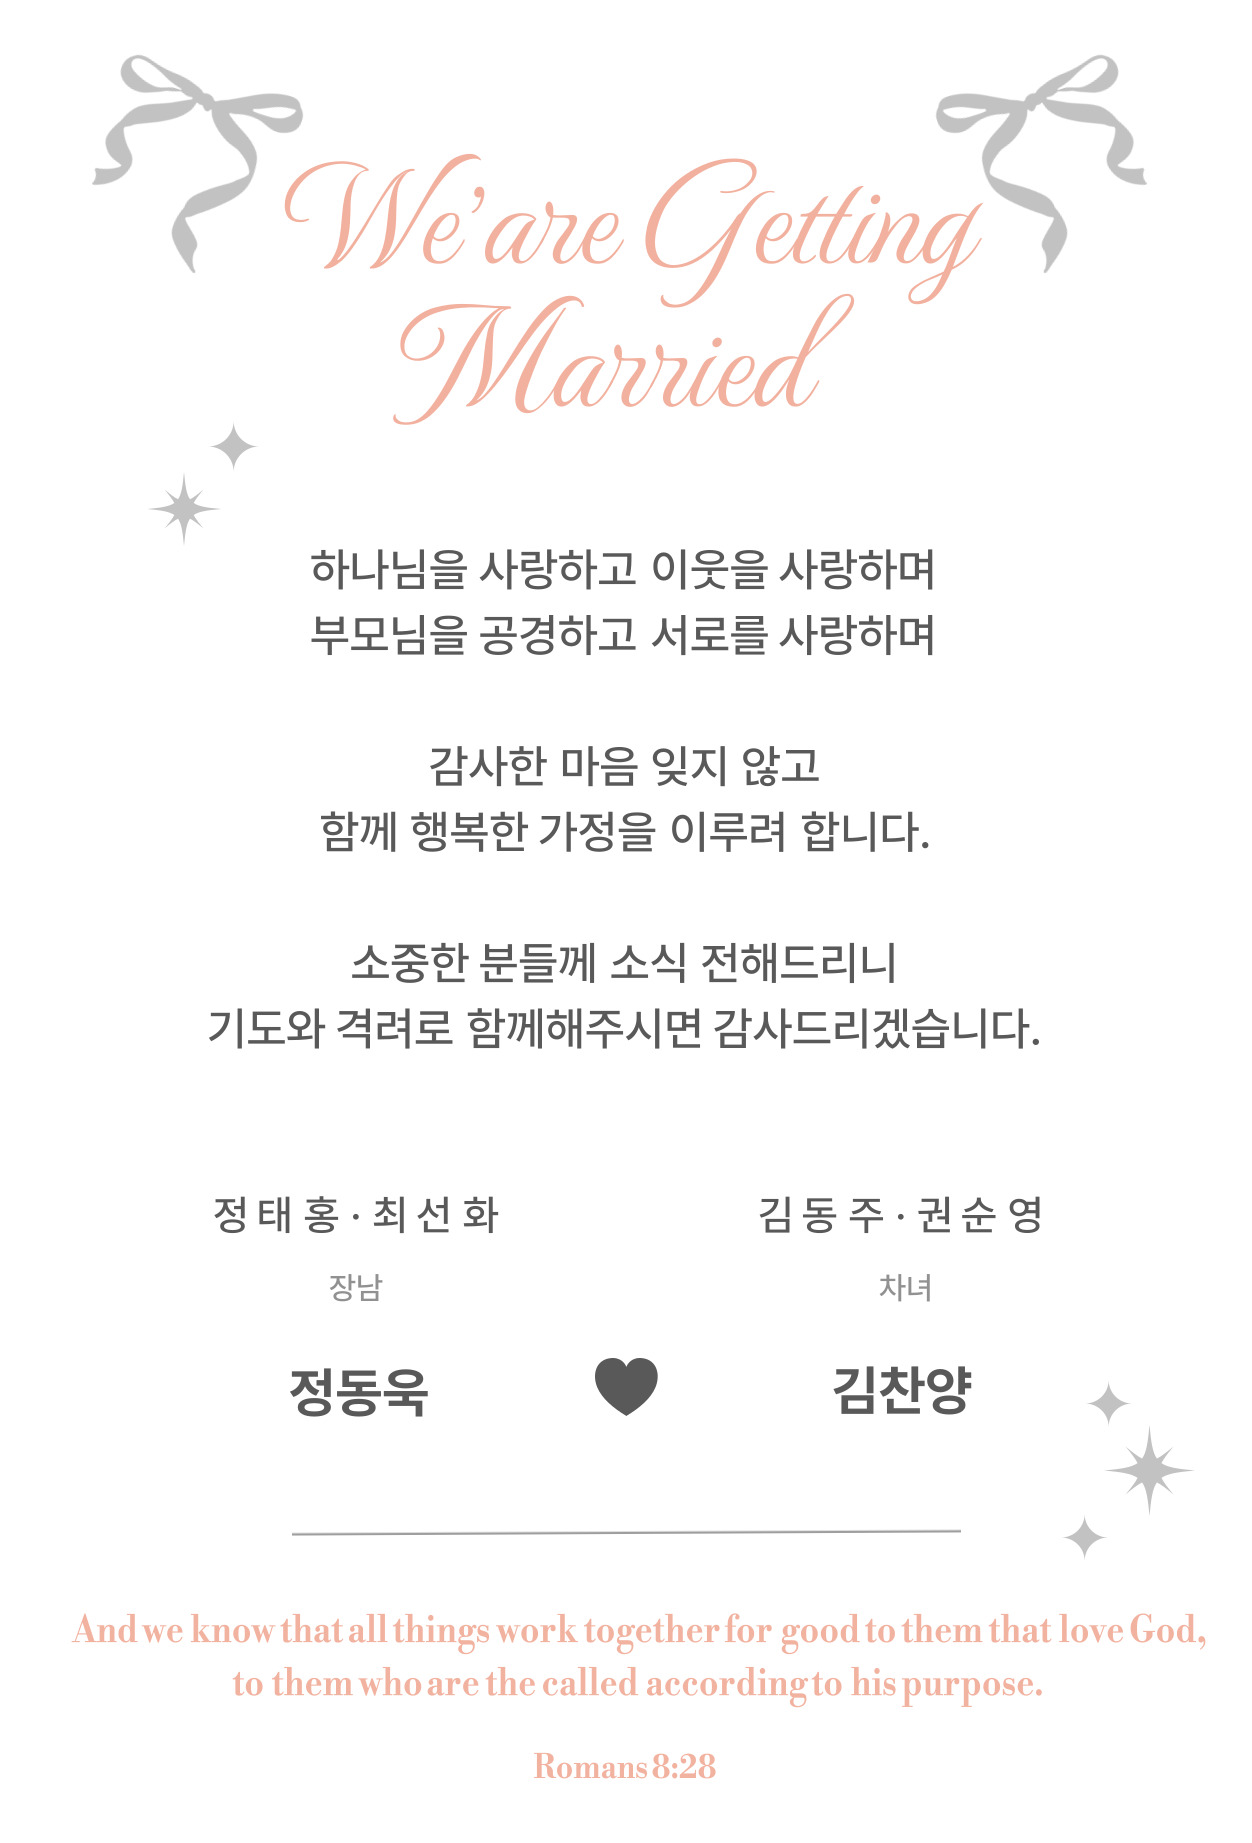 We're Getting
Married
하나님을 사랑하고 이웃을 사랑하며
부모님을 공경하고 서로를 사랑하며
감사한 마음 잊지 않고
함께 행복한 가정을 이루려 합니다.
소중한 분들께 소식 전해드리니
기도와 격려로 함께해주시면 감사드리겠습니다.
정태홍 · 최선화
장남
정동욱
김동주 · 권순영
차녀
김찬양
And we know that all things work together for good to them that love God,
to them who are the called according to his purpose.
Romans 8:28